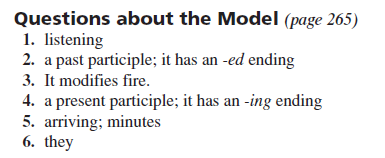 Questions about the Model (page 265)
1. listening
2. a past participle; it has an -ed ending
3. It modifies fire.
4. a present participle; it has an -ing ending
5. arriving; minutes
6. they